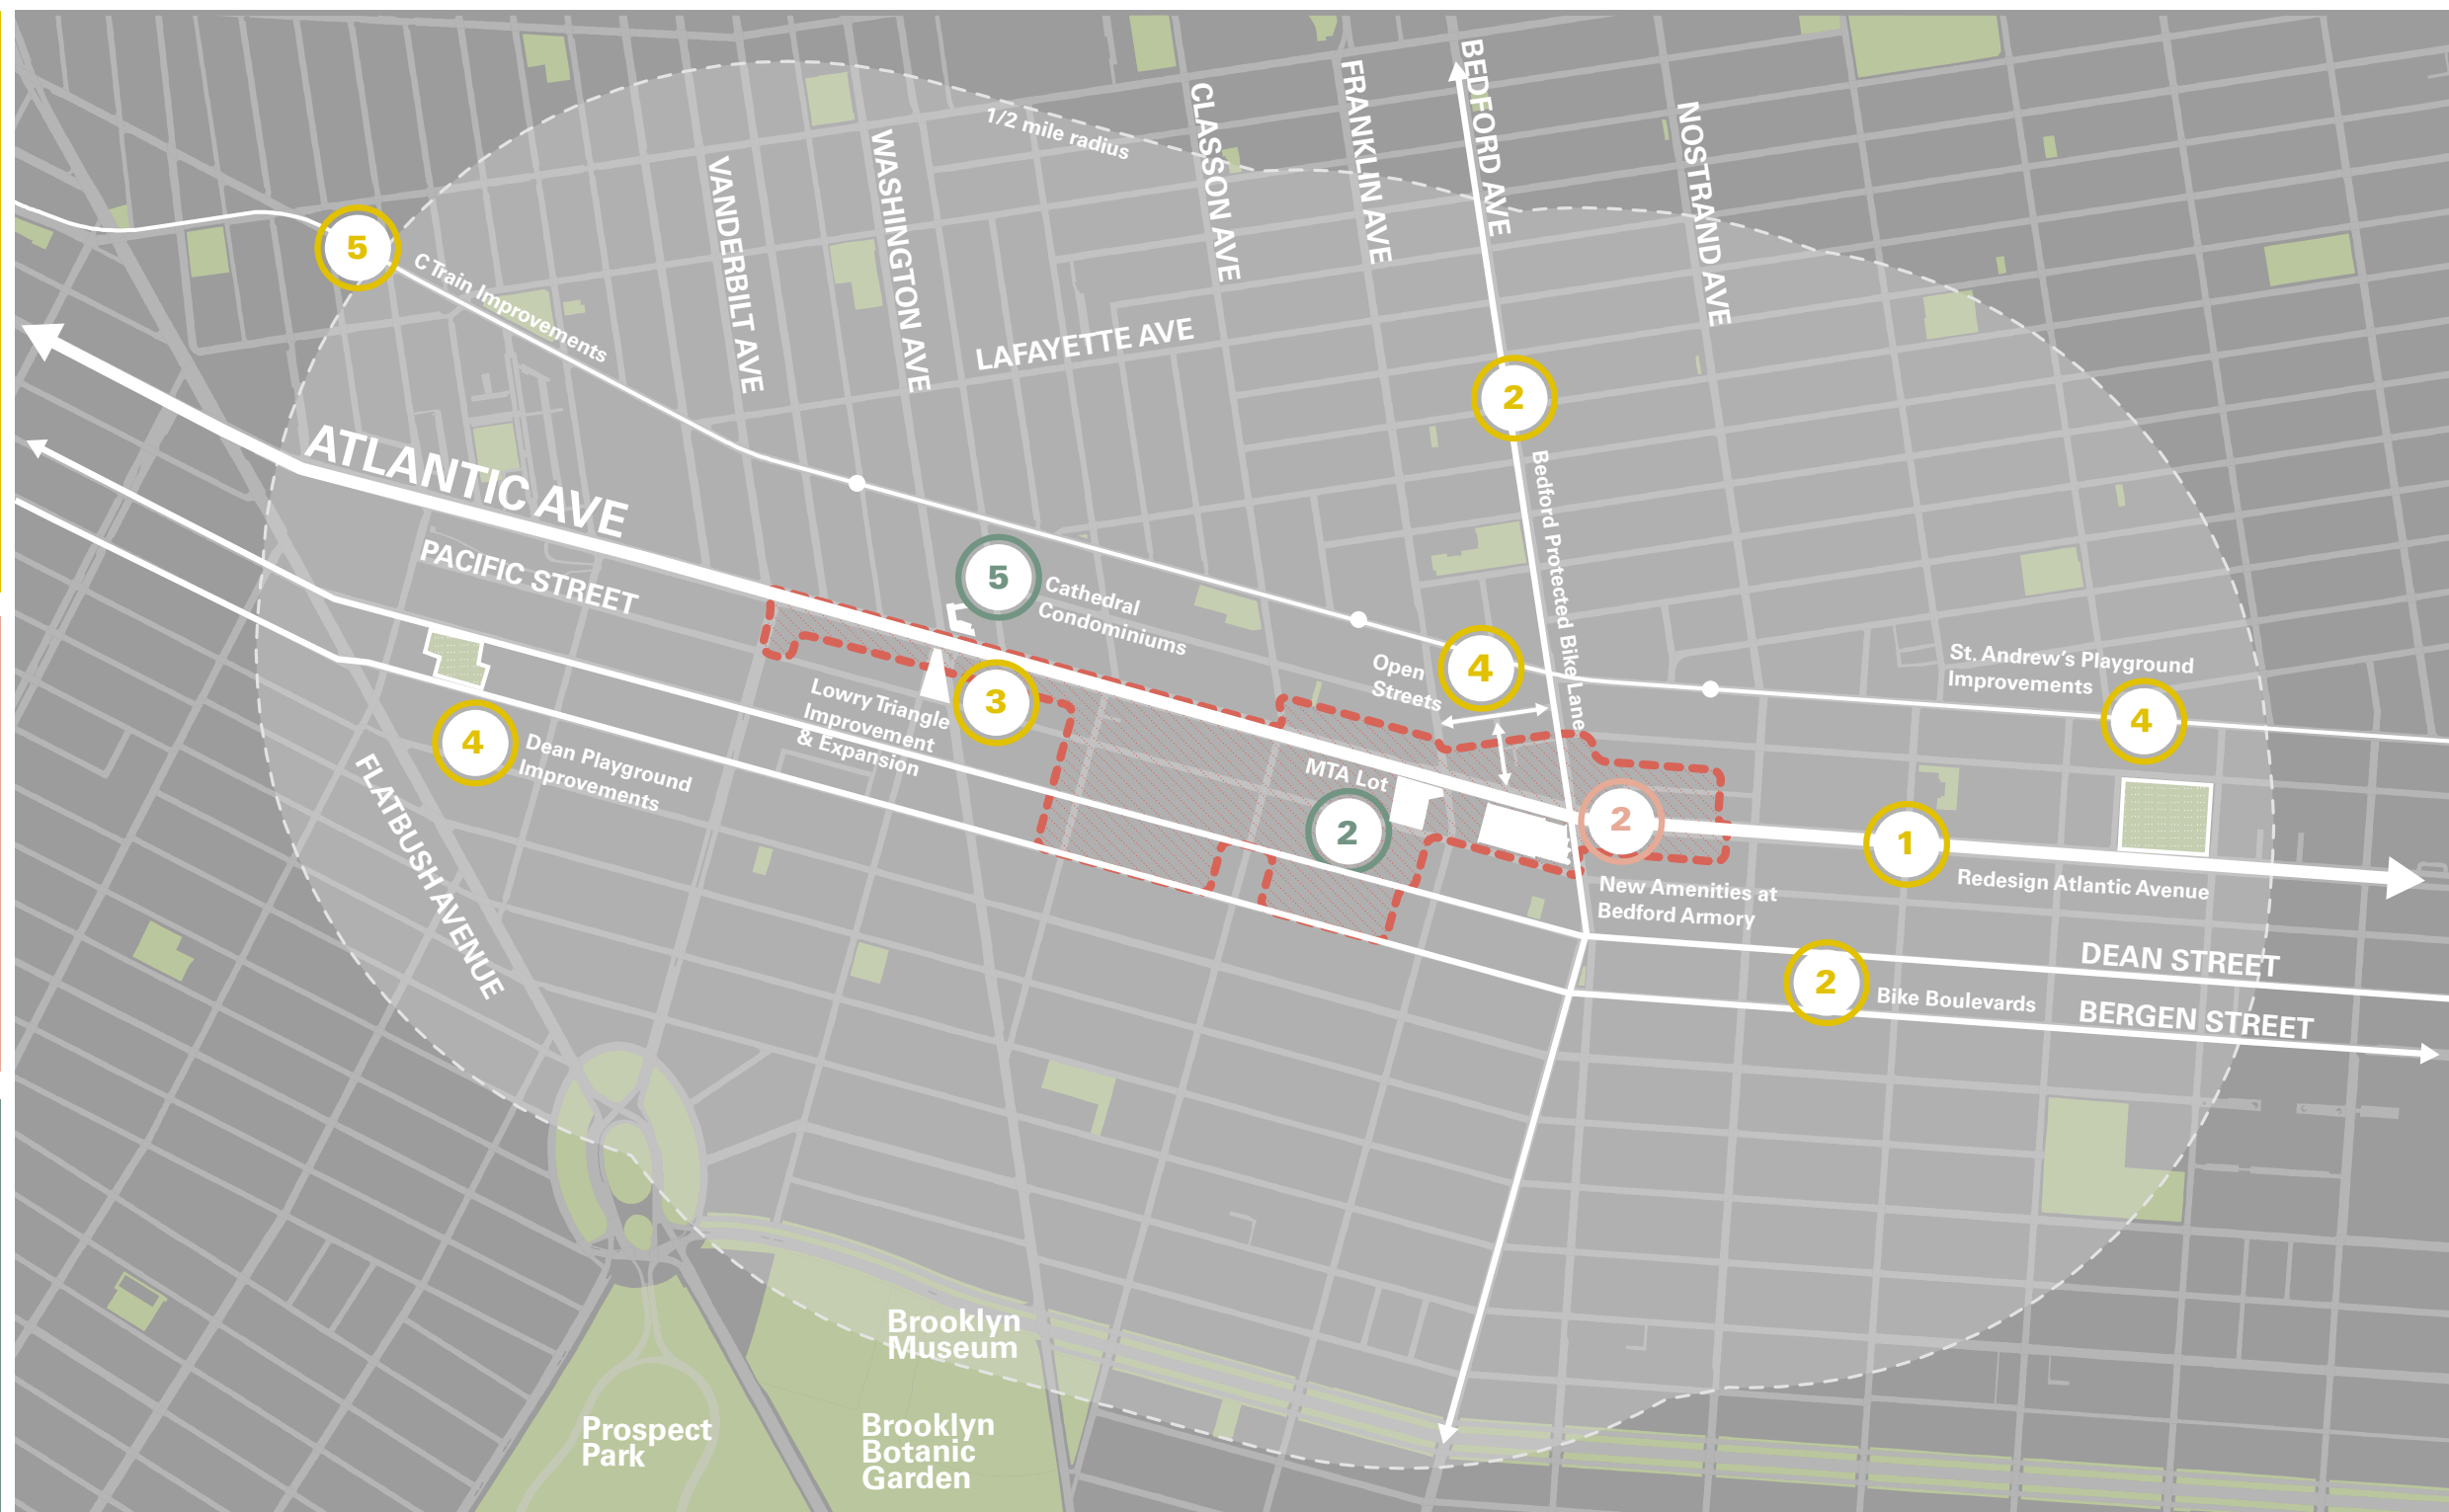 BEDFORD AVE
FRANKLIN AVE
CLASSON AVE
NOSTRAND AVE
1/2 mile radius
WASHINGTON AVE
VANDERBILT AVE
5
C Train Improvements
LAFAYETTE AVE
2
Bedford Protected Bike Lane
ATLANTIC AVE
PACIFIC STREET
5
Cathedral
Condominiums
4
Open
Streets
St. Andrew's Playground
Improvements
4
3
Lowry Triangle
Improvement
& Expansion
4
Dean Playground
Improvements
MTA Lot
2
2
1
Redesign Atlantic Avenue
New Amenities at
Bedford Armory
FLATBUSH AVENUE
DEAN STREET
2
Bike Boulevards
BERGEN STREET
Brooklyn
Museum
Prospect
Park
Brooklyn
Botanic
Garden